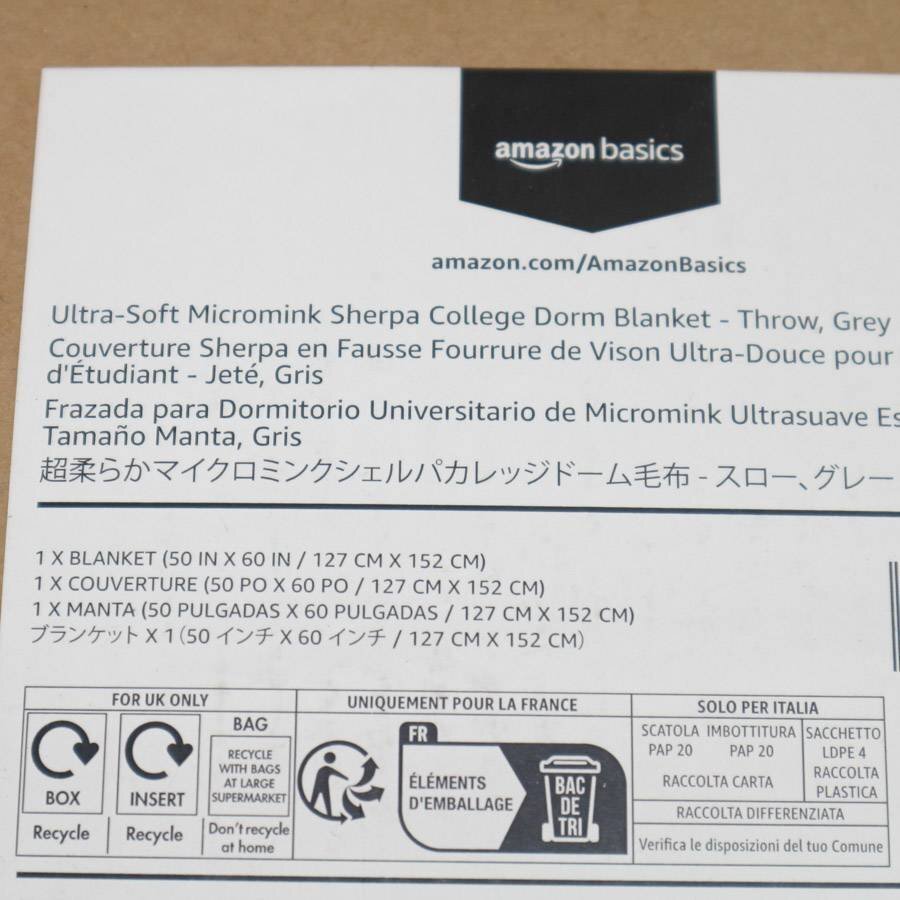 amazon basics
amazon.com/AmazonBasics
Ultra-Soft Micromink Sherpa College Dorm Blanket - Throw, Grey
Couverture Sherpa en Fausse Fourrure de Vison Ultra-Douce pour
d'Étudiant - Jeté, Gris
Frazada para Dormitorio Universitario de Micromink Ultrasuave
Tamaño Manta, Gris
超柔らかマイクロミンクシェルパカレッジドーム毛布 - スロー、グレー
1 X BLANKET (50 IN X 60 IN / 127 CM X 152 CM)
1 X COUVERTURE (50 PO X 60 PO / 127 CM X 152 CM)
1 X MANTA (50 PULGADAS X 60 PULGADAS / 127 CM X 152 CM)
ブランケット X 1 (50 インチ X 60 インチ / 127 CM X 152 CM)
FOR UK ONLY
BOX
Recycle
INSERT
Recycle
BAG
RECYCLE
WITH BAGS
AT LARGE
SUPERMARKET
Don't recycle
at home
UNIQUEMENT POUR LA FRANCE
FR
ÉLÉMENTS
D'EMBALLAGE
BAC
DE
TRI
SOLO PER ITALIA
SCATOLA IMBOTTITURA
PAP 20 PAP 20
RACCOLTA CARTA
SACCHETTO
LDPE 4
RACCOLTA
PLASTICA
RACCOLTA DIFFERENZIATA
Verifica le disposizioni del tuo Comune